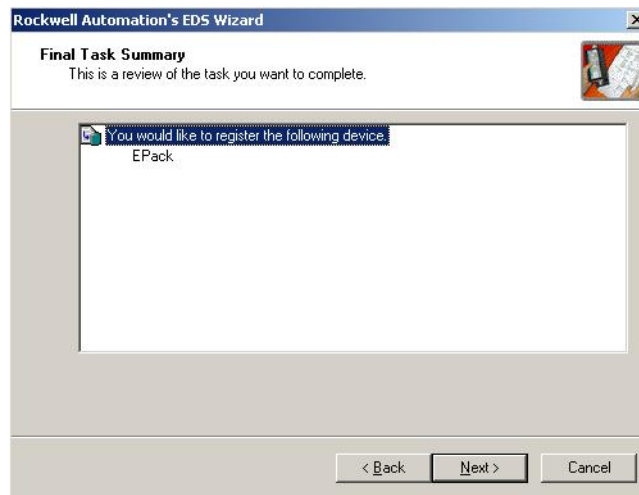 Rockwell Automation's EDS Wizard
Final Task Summary
This is a review of the task you want to complete.
You would like to register the following device.
EPack
< Back
Next >
Cancel